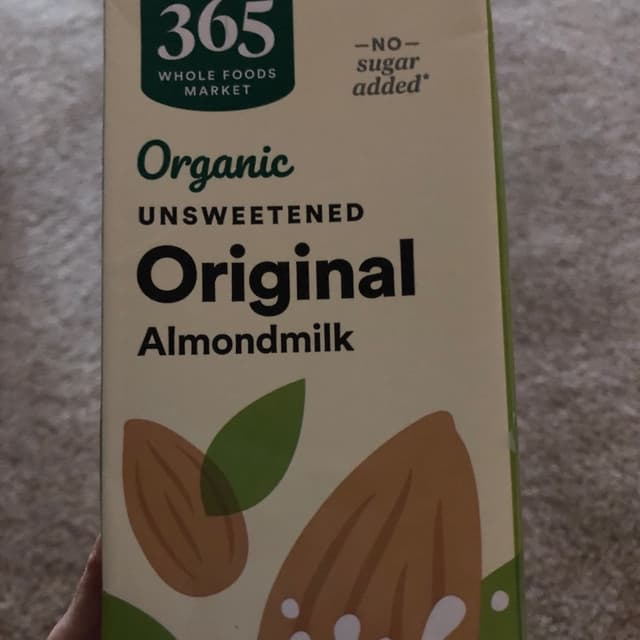 365
WHOLE FOODS
MARKET
—NO—
sugar
added*
Organic
UNSWEETENED
Original
Almondmilk